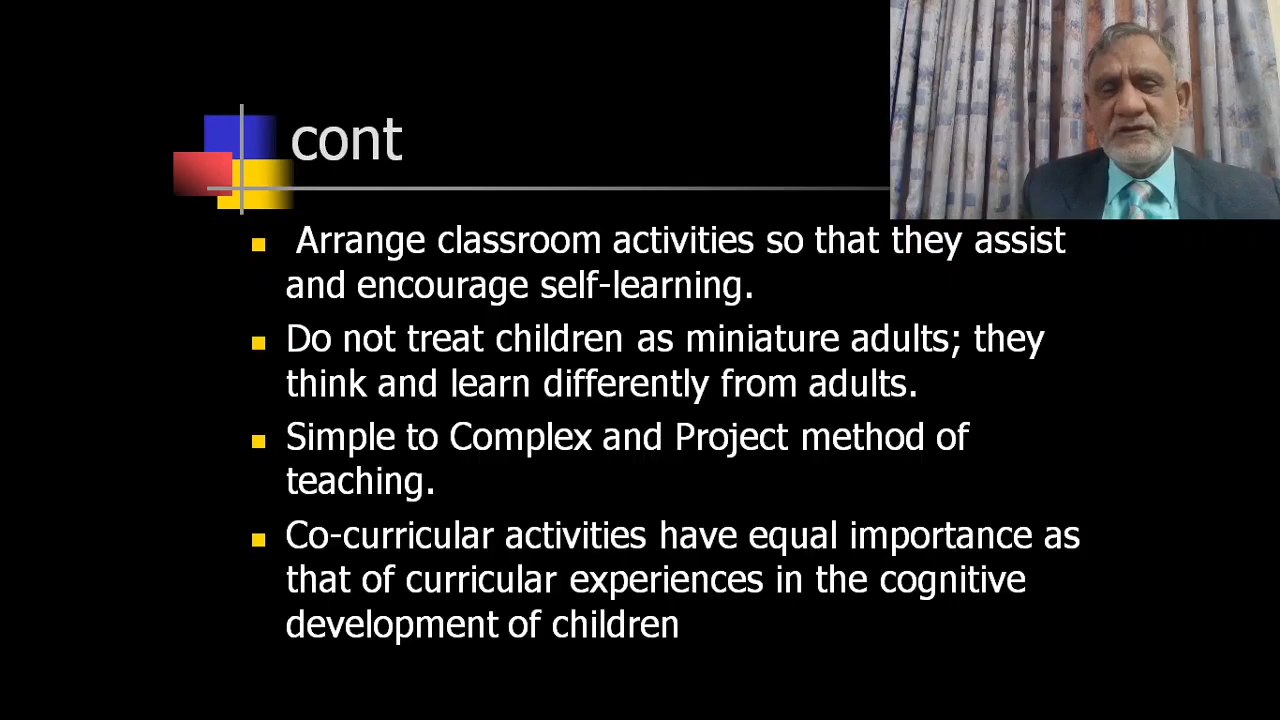 cont
Arrange classroom activities so that they assist
and encourage self-learning.
Do not treat children as miniature adults; they
think and learn differently from adults.
Simple to Complex and Project method of
teaching.
Co-curricular activities have equal importance as
that of curricular experiences in the cognitive
development of children